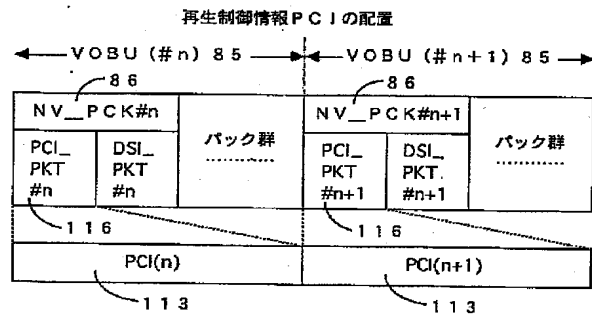 再生制御情報PCIの配置
VOBU (#n) 85
VOBU (#n+1) 85
86
86
NV__PCK#n
パック群
NV__PCK#n+1
パック群
PCI_
PKT
#n
DSI_
PKT
#n
PCI_
PKT
#n+1
DSI_
PKT.
#n+1
116
116
PCI(n)
PCI(n+1)
113
113